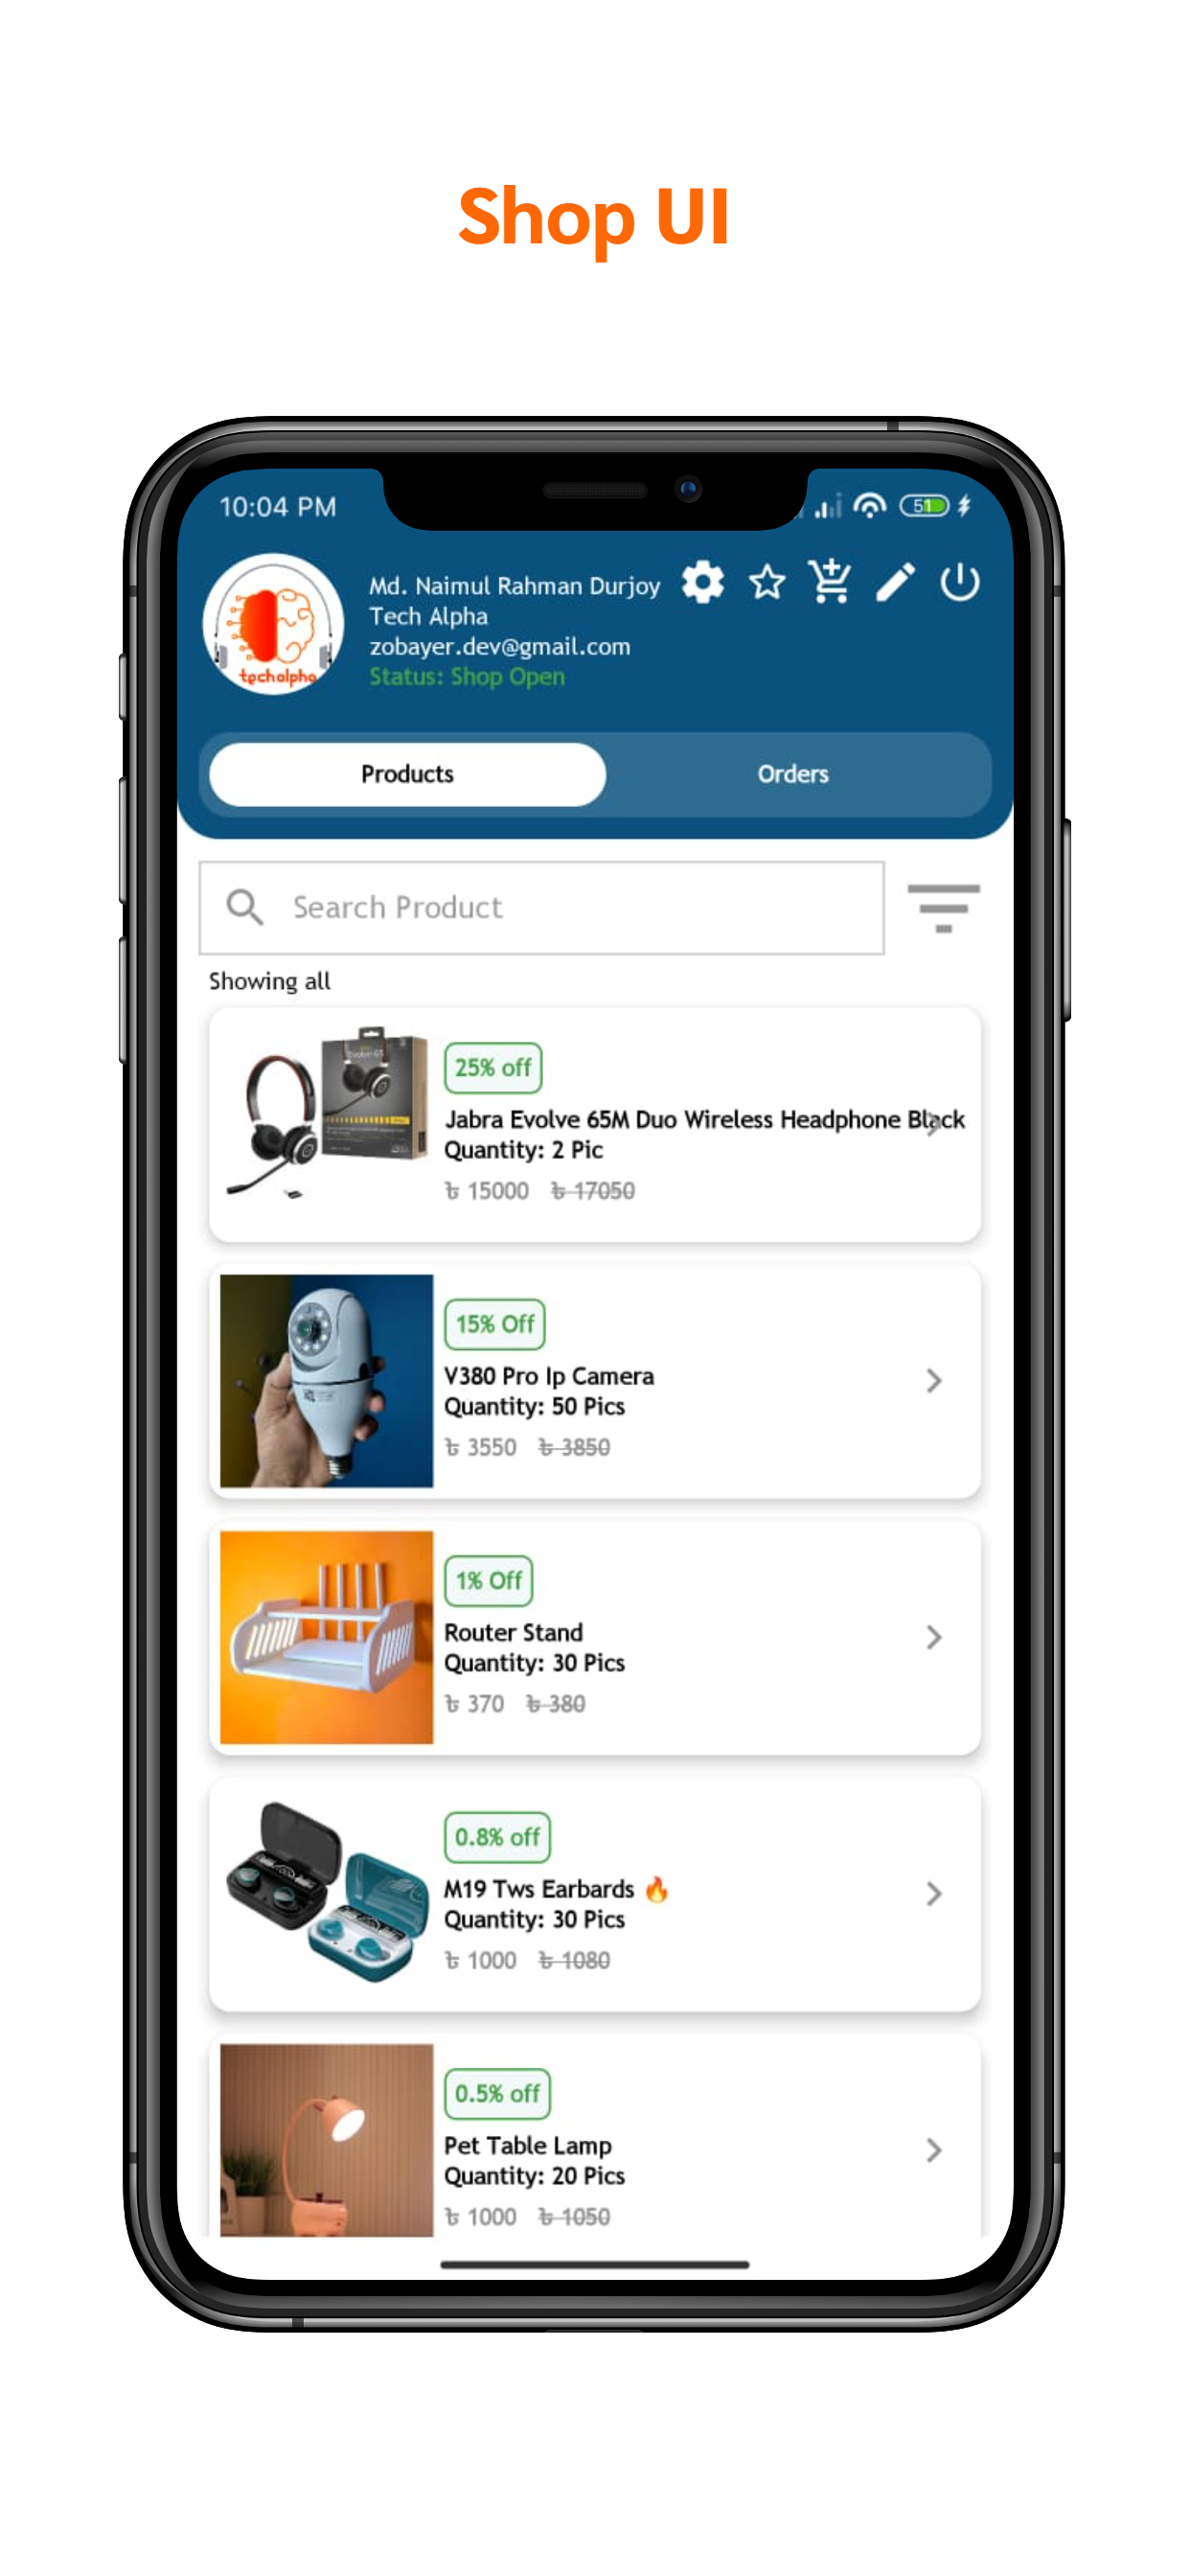 Shop UI
10:04 PM
51
Md. Naimul Rahman Durjoy
Tech Alpha
zobayer.dev@gmail.com
Status: Shop Open
techalpha
Products
Orders
Search Product
Showing all
25% off
Jabra Evolve 65M Duo Wireless Headphone Black
Quantity: 2 Pic
৳ 15000 ৳ 17050
15% Off
V380 Pro Ip Camera
Quantity: 50 Pics
৳ 3550 ৳ 3850
1% Off
Router Stand
Quantity: 30 Pics
৳ 370 ৳ 380
0.8% off
M19 Tws Earbards 🔥
Quantity: 30 Pics
৳ 1000 ৳ 1080
0.5% off
Pet Table Lamp
Quantity: 20 Pics
৳ 1000 ৳ 1050